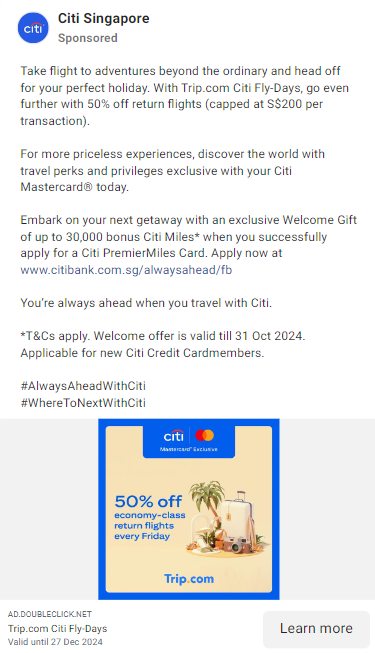 Citi Singapore
Sponsored
citi
Take flight to adventures beyond the ordinary and head off
for your perfect holiday. With Trip.com Citi Fly-Days, go even
further with 50% off return flights (capped at S$200 per
transaction).
For more priceless experiences, discover the world with
travel perks and privileges exclusive with your Citi
Mastercard® today.
Embark on your next getaway with an exclusive Welcome Gift
of up to 30,000 bonus Citi Miles* when you successfully
apply for a Citi PremierMiles Card. Apply now at
www.citibank.com.sg/alwaysahead/fb
You're always ahead when you travel with Citi.
*T&Cs apply. Welcome offer is valid till 31 Oct 2024.
Applicable for new Citi Credit Cardmembers.
#AlwaysAheadWithCiti
#WhereToNextWithCiti
citi
Mastercard® Exclusive
50% off
economy-class
return flights
every Friday
Trip.com
AD.DOUBLECLICK.NET
Trip.com Citi Fly-Days
Valid until 27 Dec 2024
Learn more